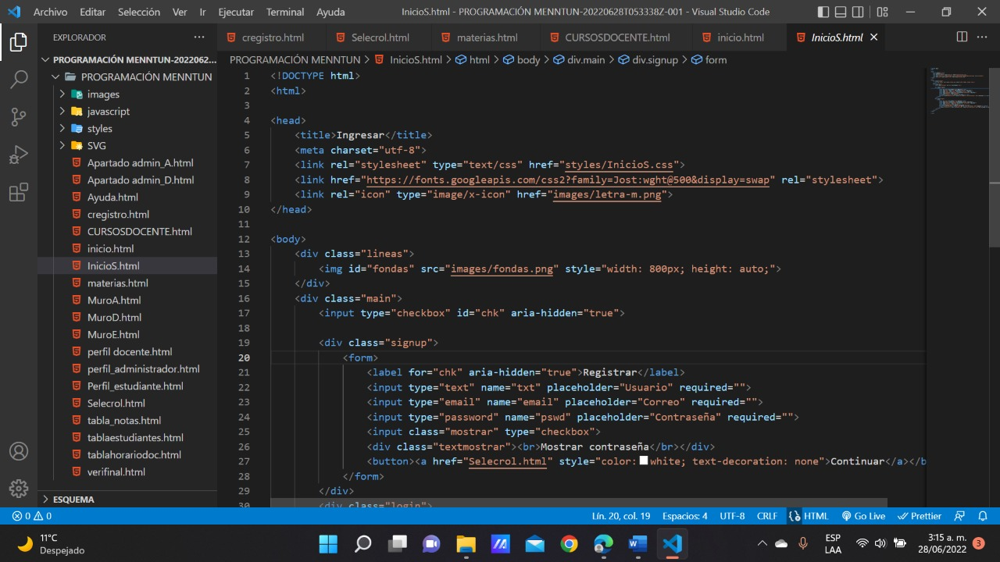 Archivo Editar Selección Ver Ir Ejecutar Terminal Ayuda InicioS.html - PROGRAMACIÓN MENNTUN-20220628T053338Z-001 - Visual Studio Code
EXPLORADOR ··· cregistro.html Selecrol.html materias.html CURSOSDOCENTE.html inicio.html InicioS.html
PROGRAMACIÓN MENNTUN-2022062...
PROGRAMACIÓN MENNTUN
images
javascript
styles
SVG
Apartado admin_A.html
Apartado admin_D.html
Ayuda.html
cregistro.html
CURSOSDOCENTE.html
inicio.html
InicioS.html
materias.html
MuroA.html
MuroD.html
MuroE.html
perfil docente.html
perfil_administrador.html
Perfil_estudiante.html
Selecrol.html
tabla_notas.html
tablaestudiantes.html
tablahorariodoc.html
verifinal.html
ESQUEMA
PROGRAMACIÓN MENNTUN > InicioS.html > html > body > div.main > div.signup > form
1 <!DOCTYPE html>
2 <html>
3
4 <head>
5 <title>Ingresar</title>
6 <meta charset="utf-8">
7 <link rel="stylesheet" type="text/css" href="styles/InicioS.css">
8 <link href="https://fonts.googleapis.com/css2?family=Jost:wght@500&display=swap" rel="stylesheet">
9 <link rel="icon" type="image/x-icon" href="images/letra-m.png">
10 </head>
11
12 <body>
13 <div class="lineas">
14 <img id="fondas" src="images/fondas.png" style="width: 800px; height: auto;">
15 </div>
16 <div class="main">
17 <input type="checkbox" id="chk" aria-hidden="true">
18
19 <div class="signup">
20 <form>
21 <label for="chk" aria-hidden="true">Registrar</label>
22 <input type="text" name="txt" placeholder="Usuario" required="">
23 <input type="email" name="email" placeholder="Correo" required="">
24 <input type="password" name="pswd" placeholder="Contraseña" required="">
25 <input class="mostrar" type="checkbox">
26 <div class="textmostrar"><br>Mostrar contraseña</br></div>
27 <button><a href="Selecrol.html" style="color:white; text-decoration: none">Continuar</a></b
28 </form>
29 </div>
30 <div class="login">
0 0 Lín. 20, col. 19 Espacios: 4 UTF-8 CRLF HTML Go Live Prettier
11°C
Despejado
W
ESP
LAA
3:15 a. m.
28/06/2022
3